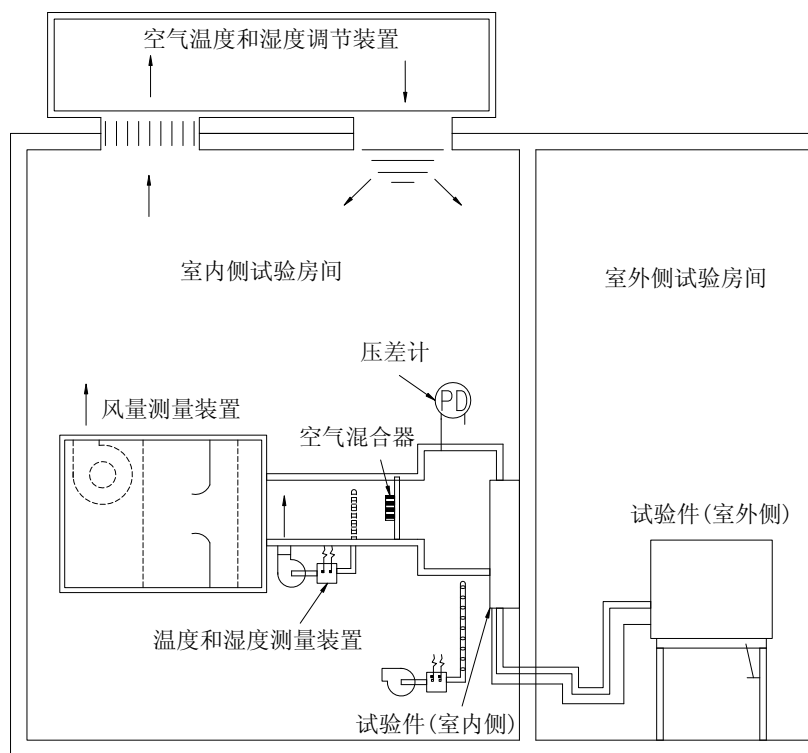 空气温度和湿度调节装置
室内侧试验房间
室外侧试验房间
压差计
PD
风量测量装置
空气混合器
试验件(室外侧)
温度和湿度测量装置
试验件(室内侧)